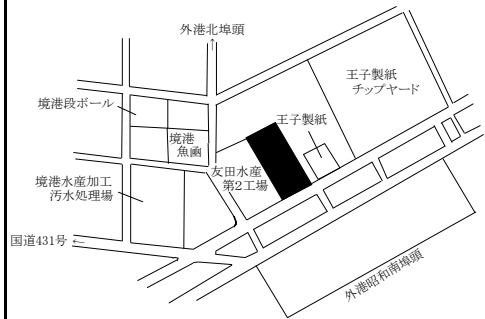 外港北埠頭
↑
王子製紙
チップヤード
境港段ボール
王子製紙
境港
魚函
友田水産
第2工場
境港水産加工
汚水処理場
国道431号 ←
外港昭和南埠頭